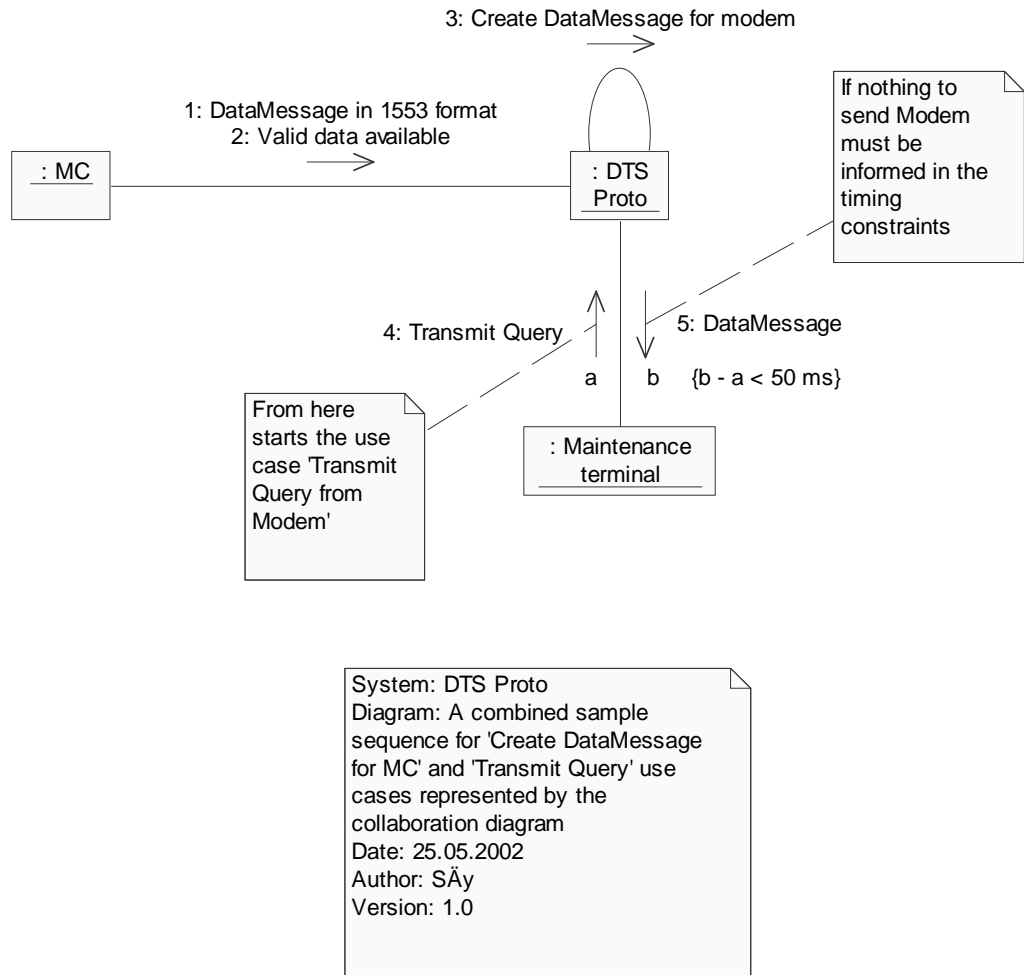 3: Create DataMessage for modem
If nothing to
send Modem
must be
informed in the
timing
constraints
1: DataMessage in 1553 format
2: Valid data available
: MC
: DTS
Proto
4: Transmit Query
5: DataMessage
a
b
{b - a < 50 ms}
From here
starts the use
case 'Transmit
Query from
Modem'
: Maintenance
terminal
System: DTS Proto
Diagram: A combined sample
sequence for 'Create DataMessage
for MC' and 'Transmit Query' use
cases represented by the
collaboration diagram
Date: 25.05.2002
Author: SÄy
Version: 1.0